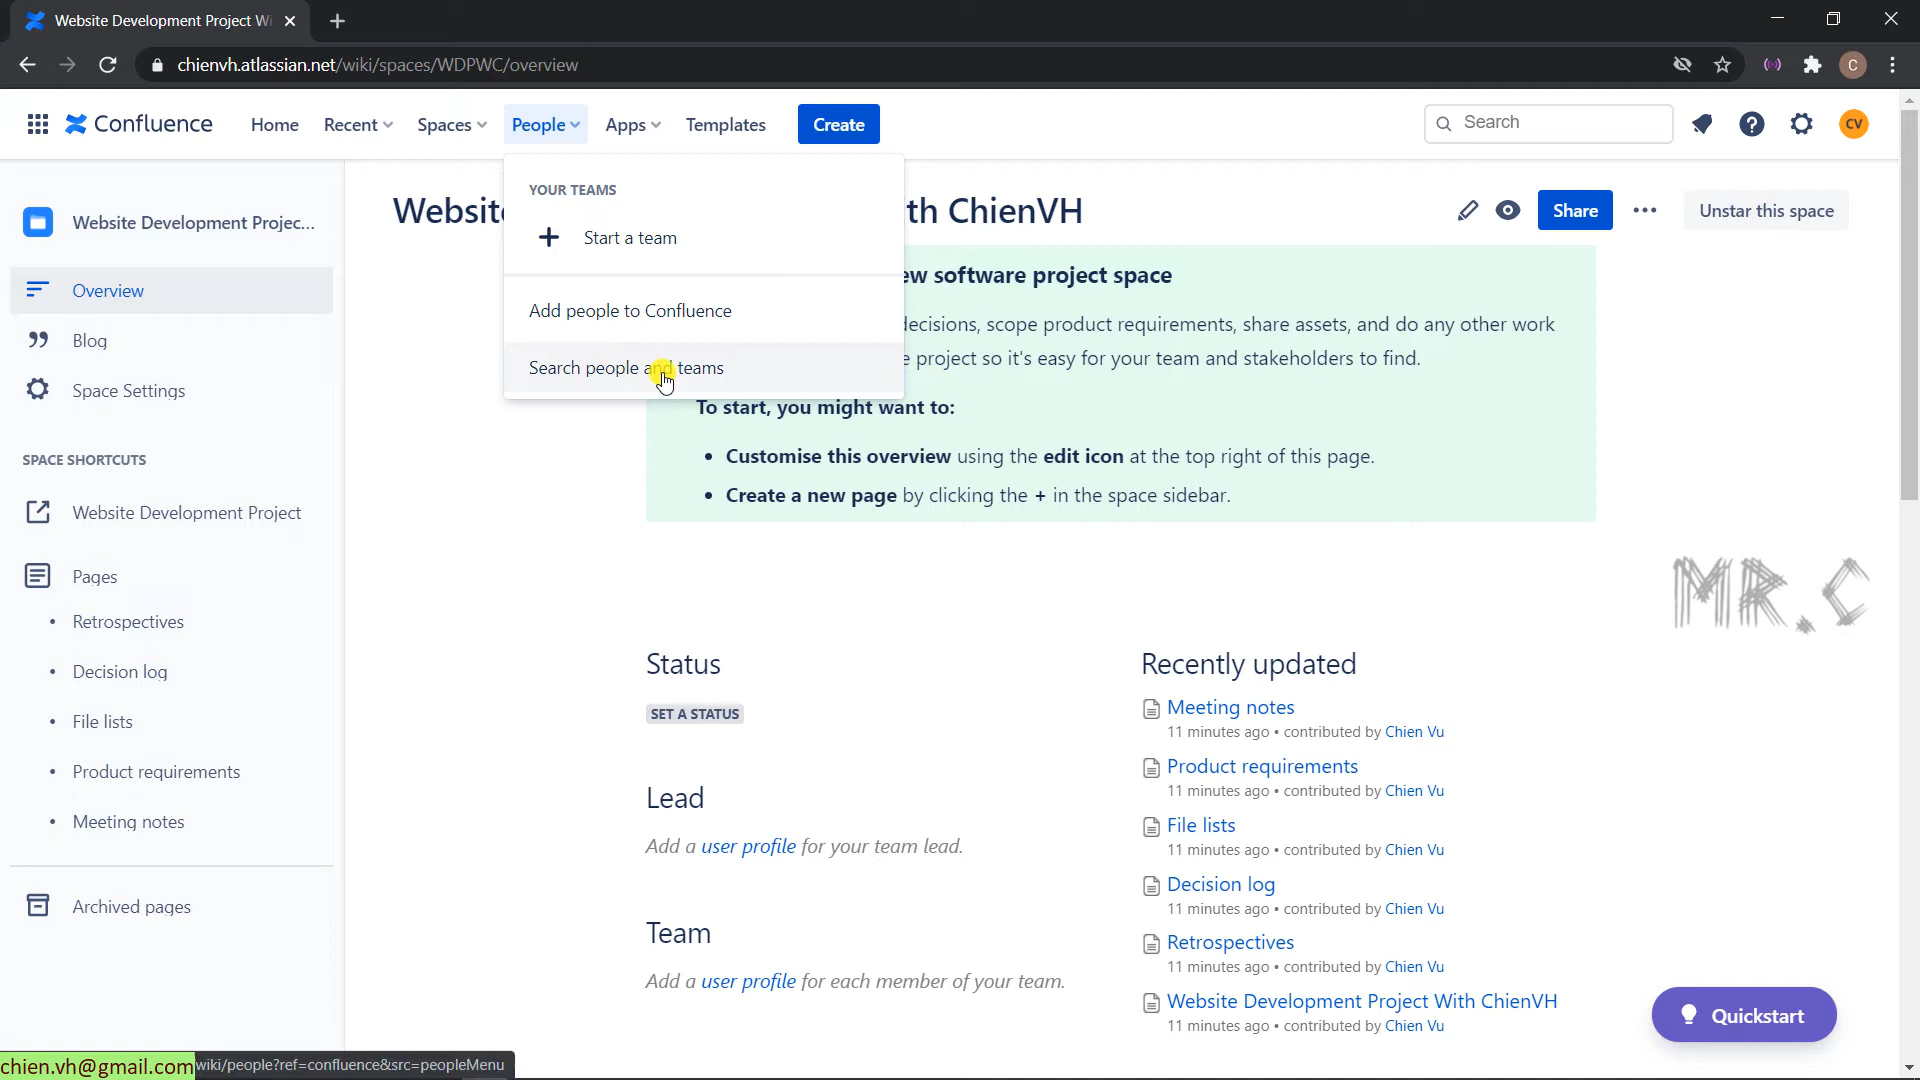 Website Development Project Wi
chienvh.atlassian.net/wiki/spaces/WDPWC/overview
C
Confluence
Home
Recent
Spaces
People
Apps
Templates
Create
Search
CV
YOUR TEAMS
Start a team
Add people to Confluence
Search people and teams
Website Development Projec...
Overview
Blog
Space Settings
SPACE SHORTCUTS
Website Development Project
Pages
• Retrospectives
• Decision log
• File lists
• Product requirements
• Meeting notes
Archived pages
th ChienVH
Share
Unstar this space
software project space
decisions, scope product requirements, share assets, and do any other work
project so it's easy for your team and stakeholders to find.
To start, you might want to:
• Customise this overview using the edit icon at the top right of this page.
• Create a new page by clicking the + in the space sidebar.
MR.C
Status
SET A STATUS
Lead
Add a user profile for your team lead.
Team
Add a user profile for each member of your team.
Recently updated
Meeting notes
11 minutes ago • contributed by Chien Vu
Product requirements
11 minutes ago • contributed by Chien Vu
File lists
11 minutes ago • contributed by Chien Vu
Decision log
11 minutes ago • contributed by Chien Vu
Retrospectives
11 minutes ago • contributed by Chien Vu
Website Development Project With ChienVH
11 minutes ago • contributed by Chien Vu
Quickstart
chien.vh@gmail.com
wiki/people?ref=confluence&src=peopleMenu